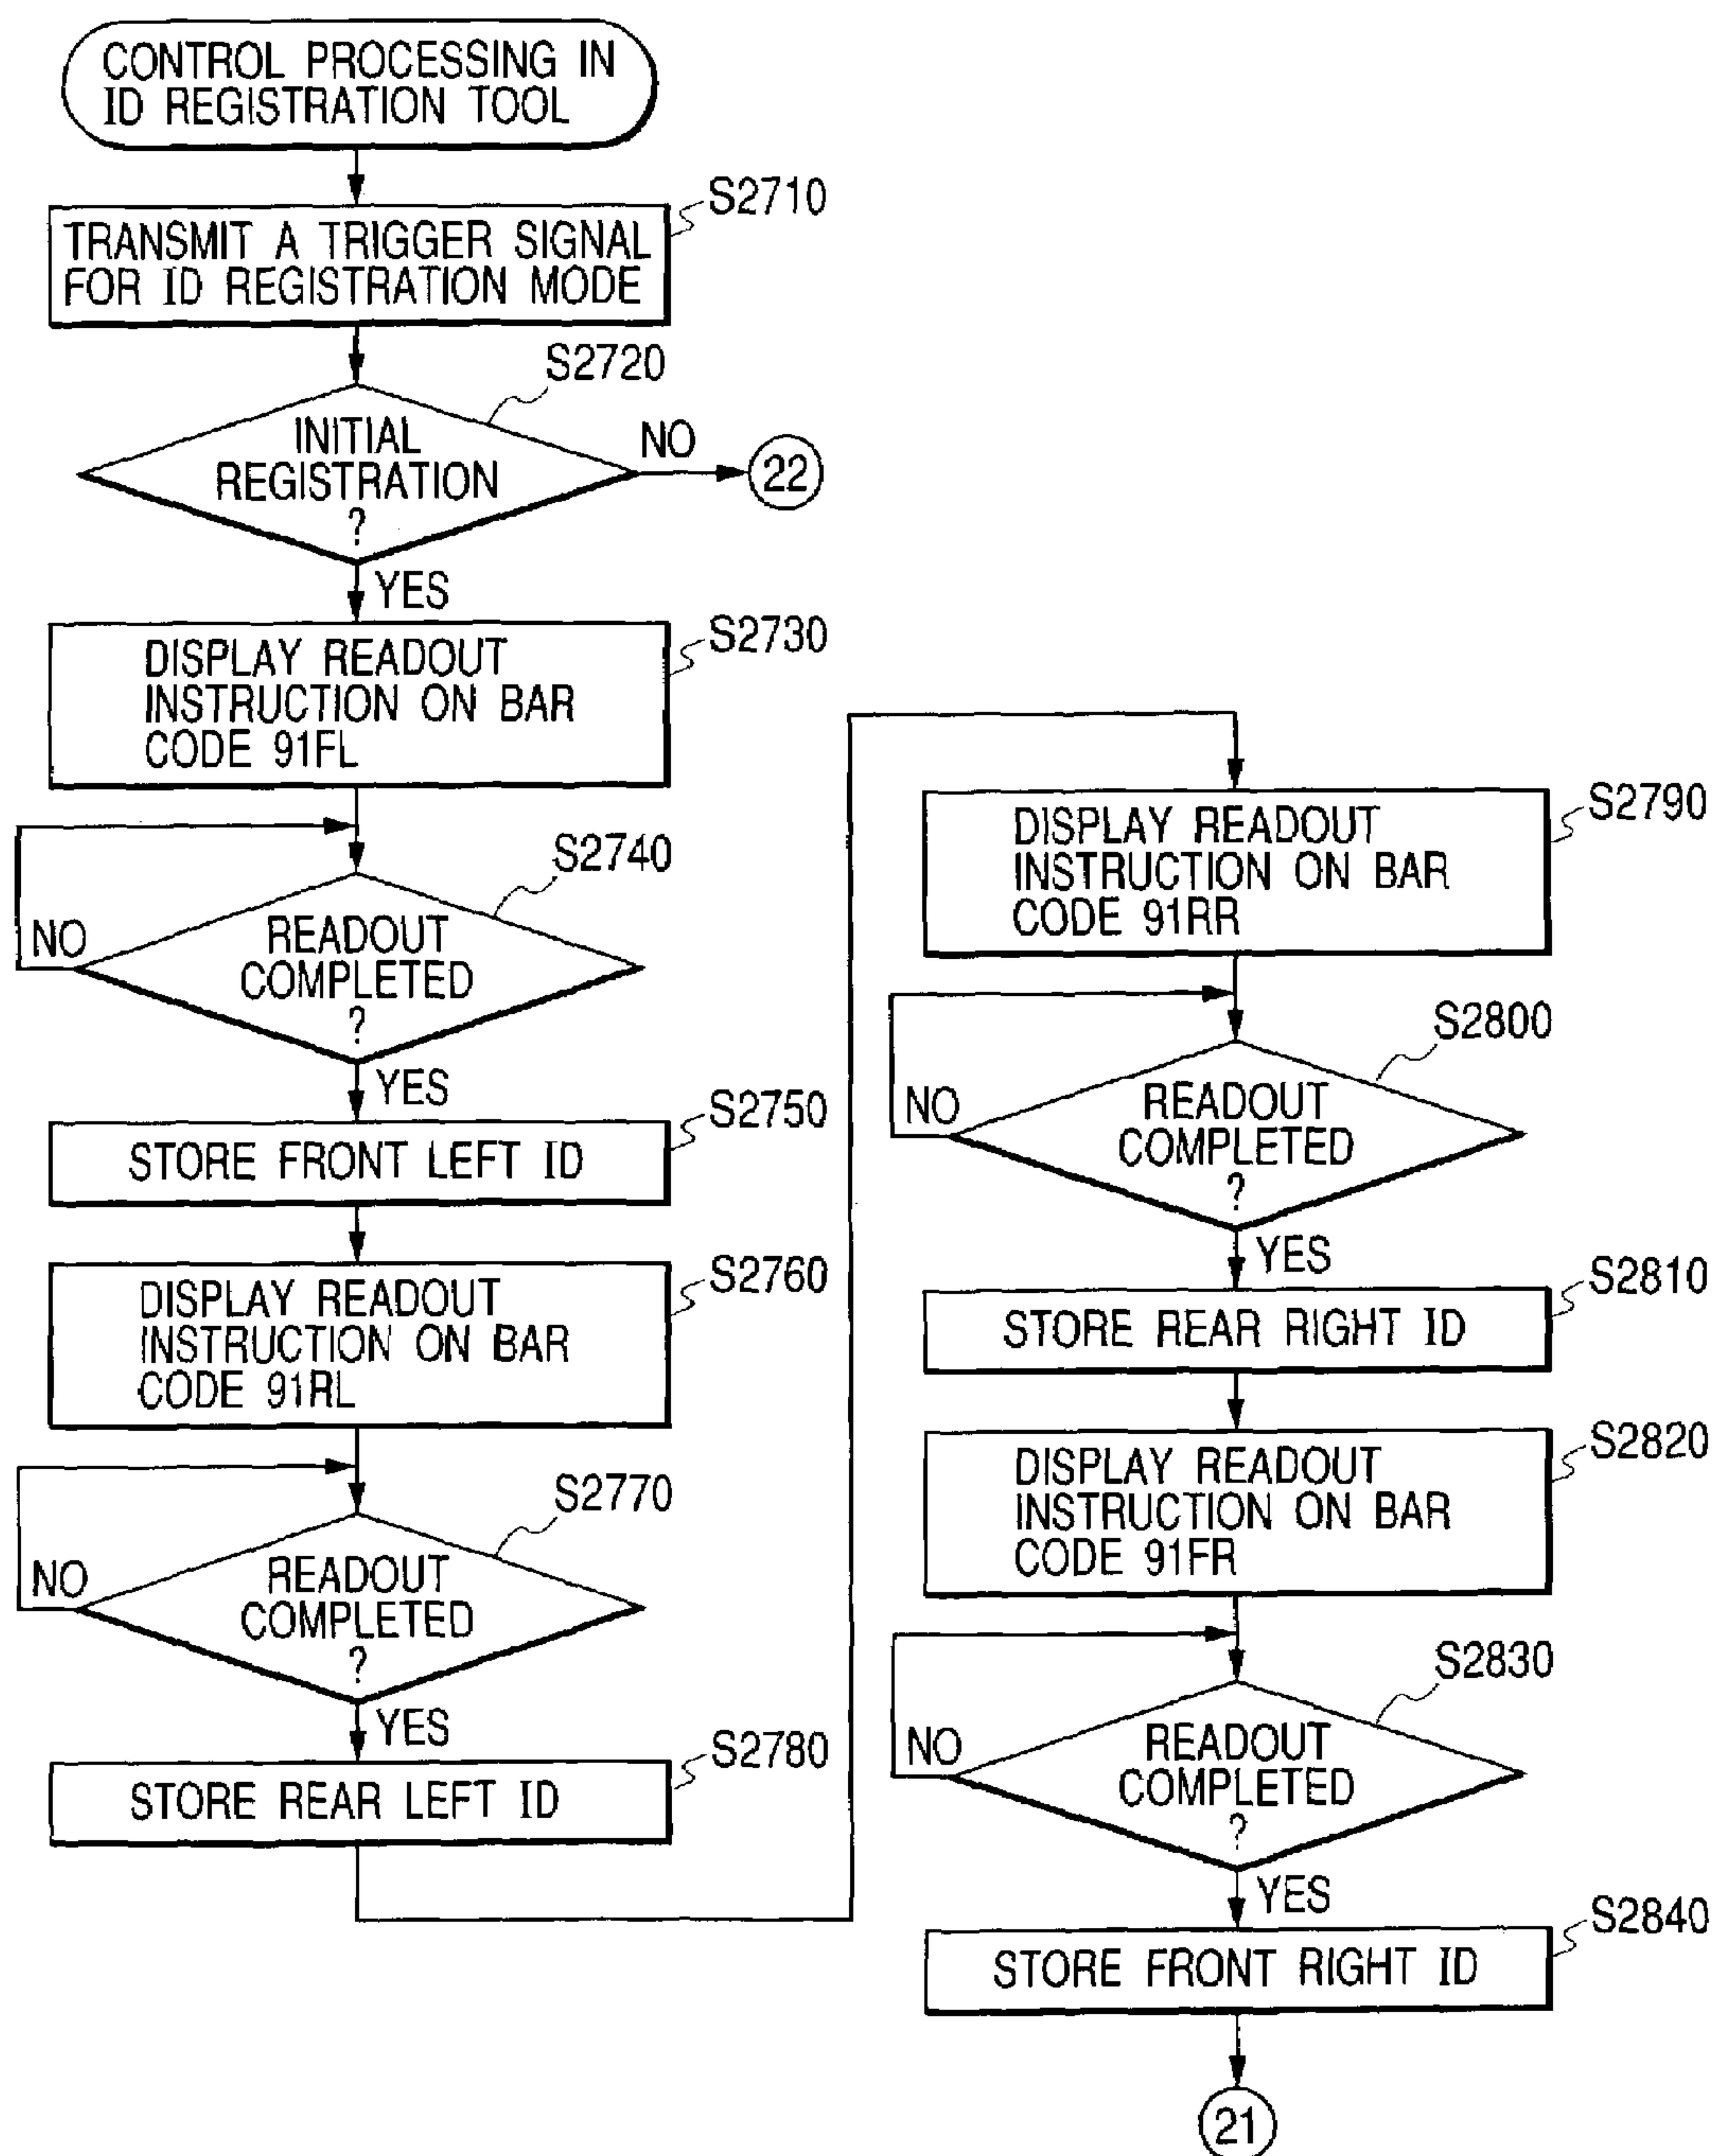 CONTROL PROCESSING IN
ID REGISTRATION TOOL
S2710
TRANSMIT A TRIGGER SIGNAL
FOR ID REGISTRATION MODE
S2720
INITIAL
REGISTRATION
?
NO
22
YES
S2730
DISPLAY READOUT
INSTRUCTION ON BAR
CODE 91FL
S2740
READOUT
COMPLETED
?
NO
YES
S2750
STORE FRONT LEFT ID
S2760
DISPLAY READOUT
INSTRUCTION ON BAR
CODE 91RL
S2770
READOUT
COMPLETED
?
NO
YES
S2780
STORE REAR LEFT ID
S2790
DISPLAY READOUT
INSTRUCTION ON BAR
CODE 91RR
S2800
READOUT
COMPLETED
?
NO
YES
S2810
STORE REAR RIGHT ID
S2820
DISPLAY READOUT
INSTRUCTION ON BAR
CODE 91FR
S2830
READOUT
COMPLETED
?
NO
YES
S2840
STORE FRONT RIGHT ID
21